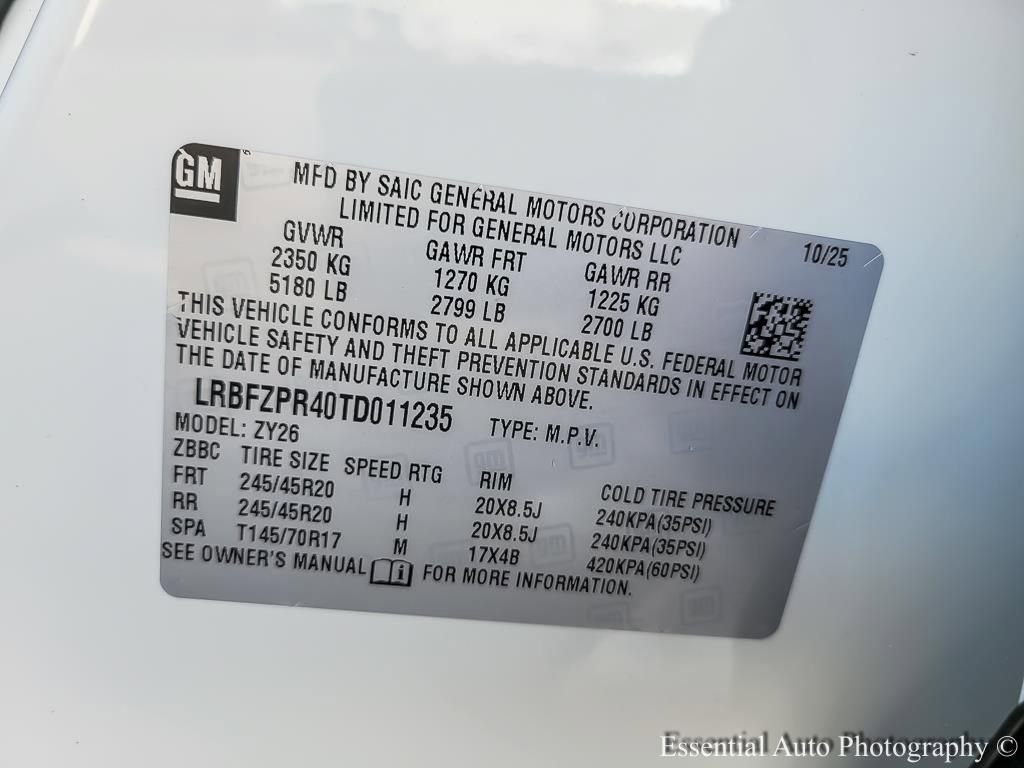 GM
MFD BY SAIC GENERAL MOTORS CORPORATION
LIMITED FOR GENERAL MOTORS LLC
10/25
GVWR GAWR FRT GAWR RR
2350 KG 1270 KG 1225 KG
5180 LB 2799 LB 2700 LB
THIS VEHICLE CONFORMS TO ALL APPLICABLE U.S. FEDERAL MOTOR
VEHICLE SAFETY AND THEFT PREVENTION STANDARDS IN EFFECT ON
THE DATE OF MANUFACTURE SHOWN ABOVE.
LRBFZPR40TD011235 TYPE: M.P.V.
MODEL: ZY26
ZBBC TIRE SIZE SPEED RTG RIM COLD TIRE PRESSURE
FRT 245/45R20 H 20X8.5J 240KPA(35PSI)
RR 245/45R20 H 20X8.5J 240KPA(35PSI)
SPA T145/70R17 M 17X4B 420KPA(60PSI)
SEE OWNER'S MANUAL FOR MORE INFORMATION.
Essential Auto Photography ©